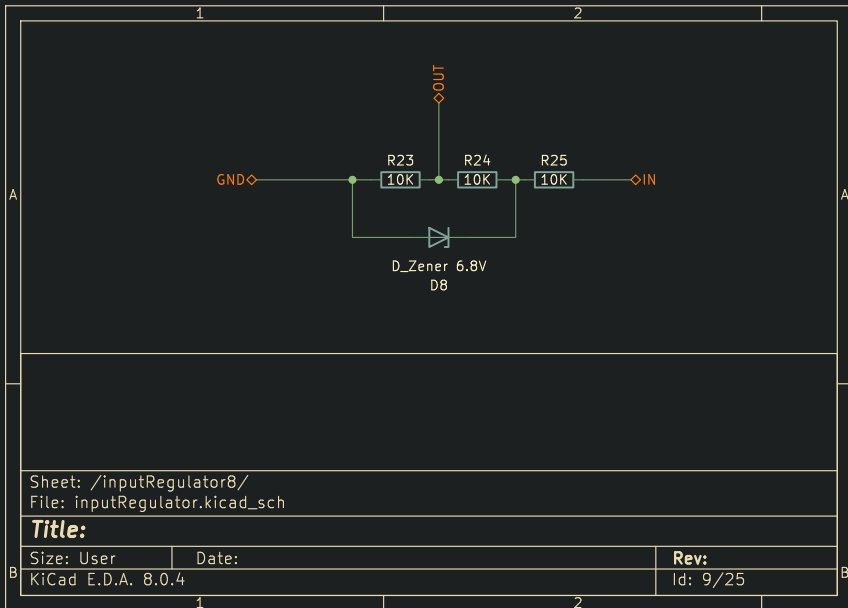 1 2
OUT
R23 R24 R25
GND 10K 10K 10K IN
A A
D_Zener 6.8V
D8
Sheet: /inputRegulator8/
File: inputRegulator.kicad_sch
Title:
Size: User Date: Rev:
B B
KiCad E.D.A. 8.0.4 Id: 9/25
1 2